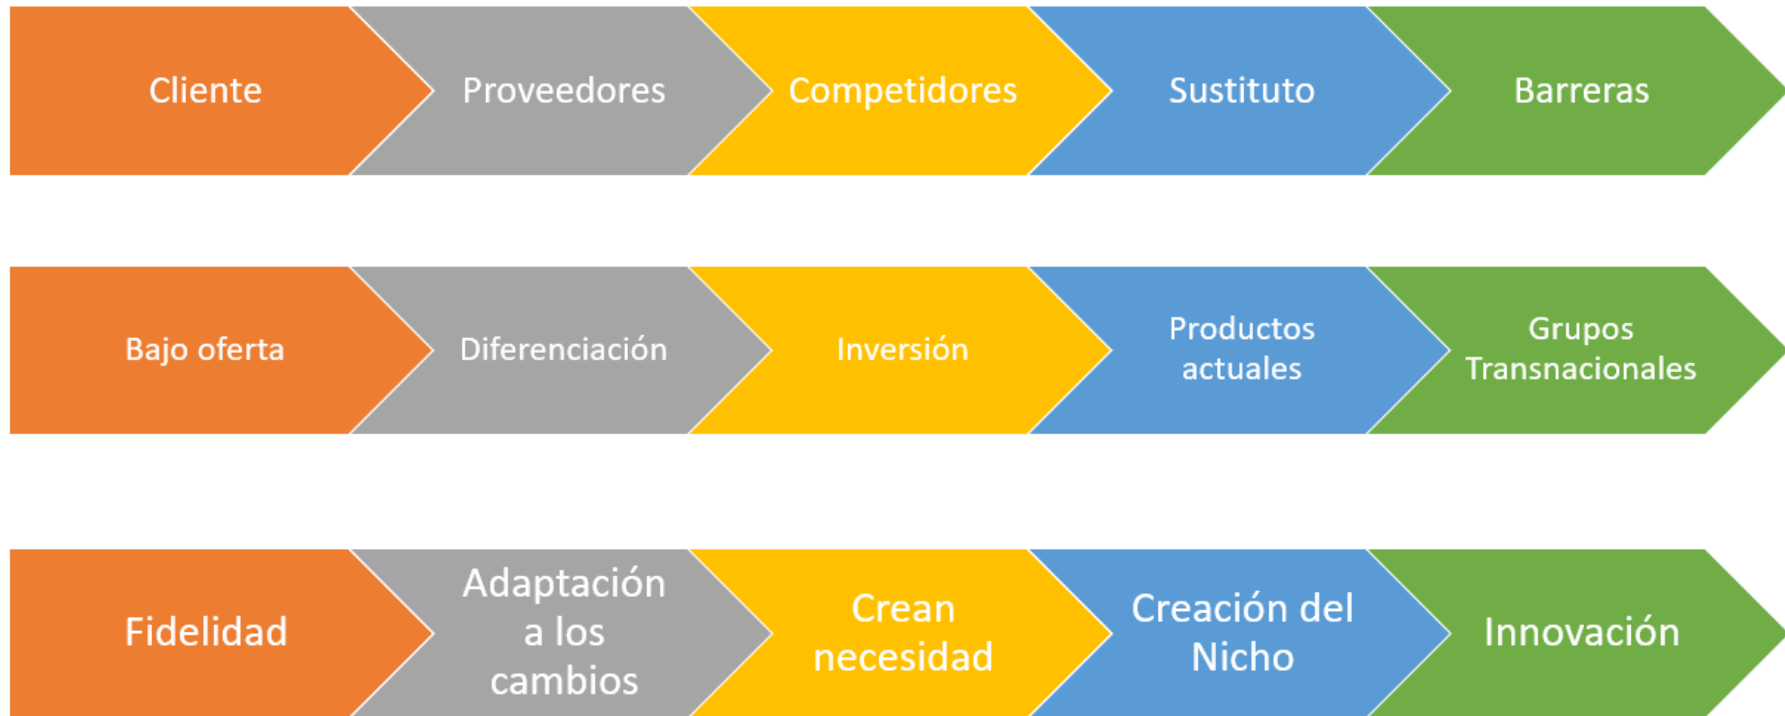 Cliente
Proveedores
Competidores
Sustituto
Barreras
Bajo oferta
Diferenciación
Inversión
Productos
actuales
Grupos
Transnacionales
Fidelidad
Adaptación
a los
cambios
Crean
necesidad
Creación del
Nicho
Innovación